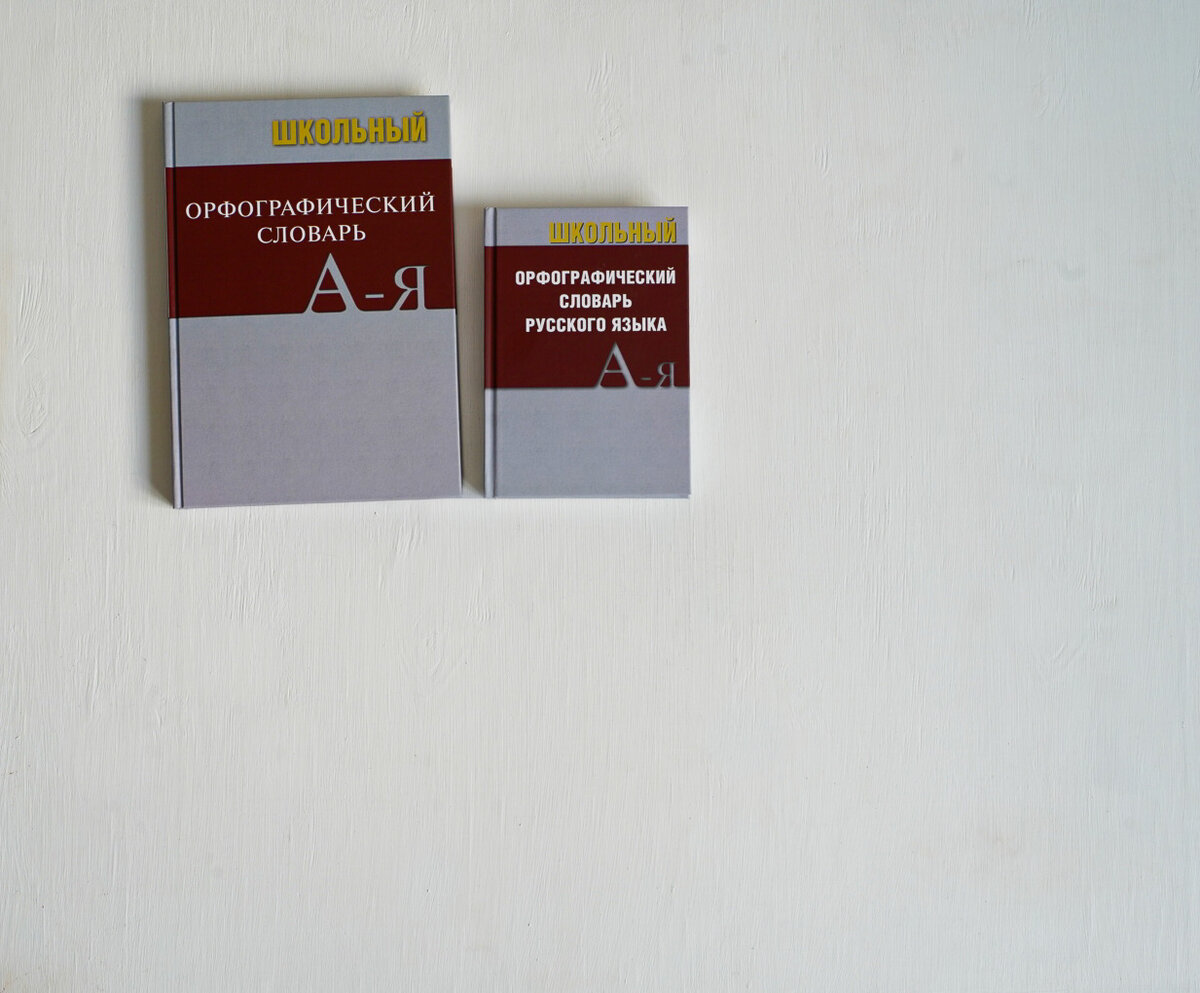 ШКОЛЬНЫЙ
ОРФОГРАФИЧЕСКИЙ
СЛОВАРЬ
А-Я
ШКОЛЬНЫЙ
ОРФОГРАФИЧЕСКИЙ
СЛОВАРЬ
РУССКОГО ЯЗЫКА
А-Я